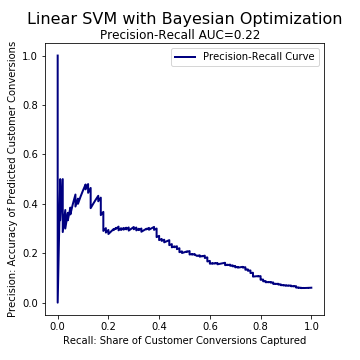 Linear SVM with Bayesian Optimization
Precision-Recall AUC=0.22
Precision-Recall Curve
Precision: Accuracy of Predicted Customer Conversions
1.0
0.8
0.6
0.4
0.2
0.0
0.0 0.2 0.4 0.6 0.8 1.0
Recall: Share of Customer Conversions Captured